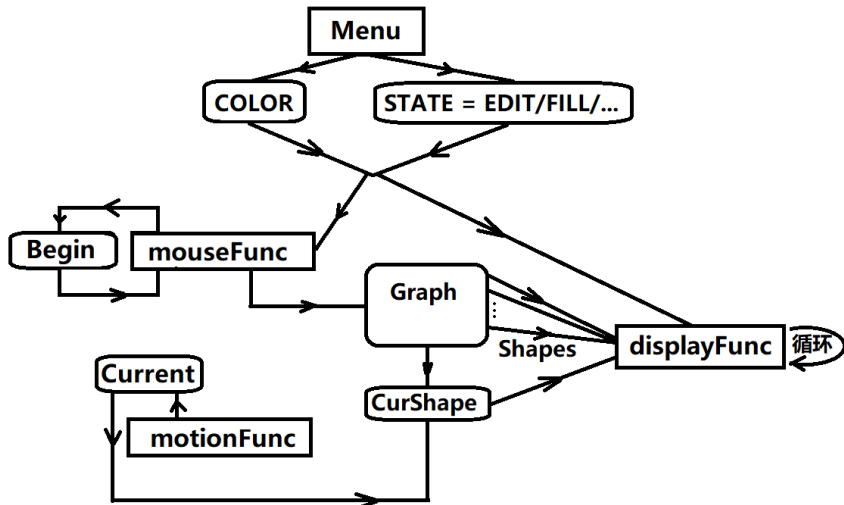 Menu
COLOR
STATE = EDIT/FILL/...
Begin
mouseFunc
Graph
Shapes
displayFunc
循环
Current
CurShape
motionFunc